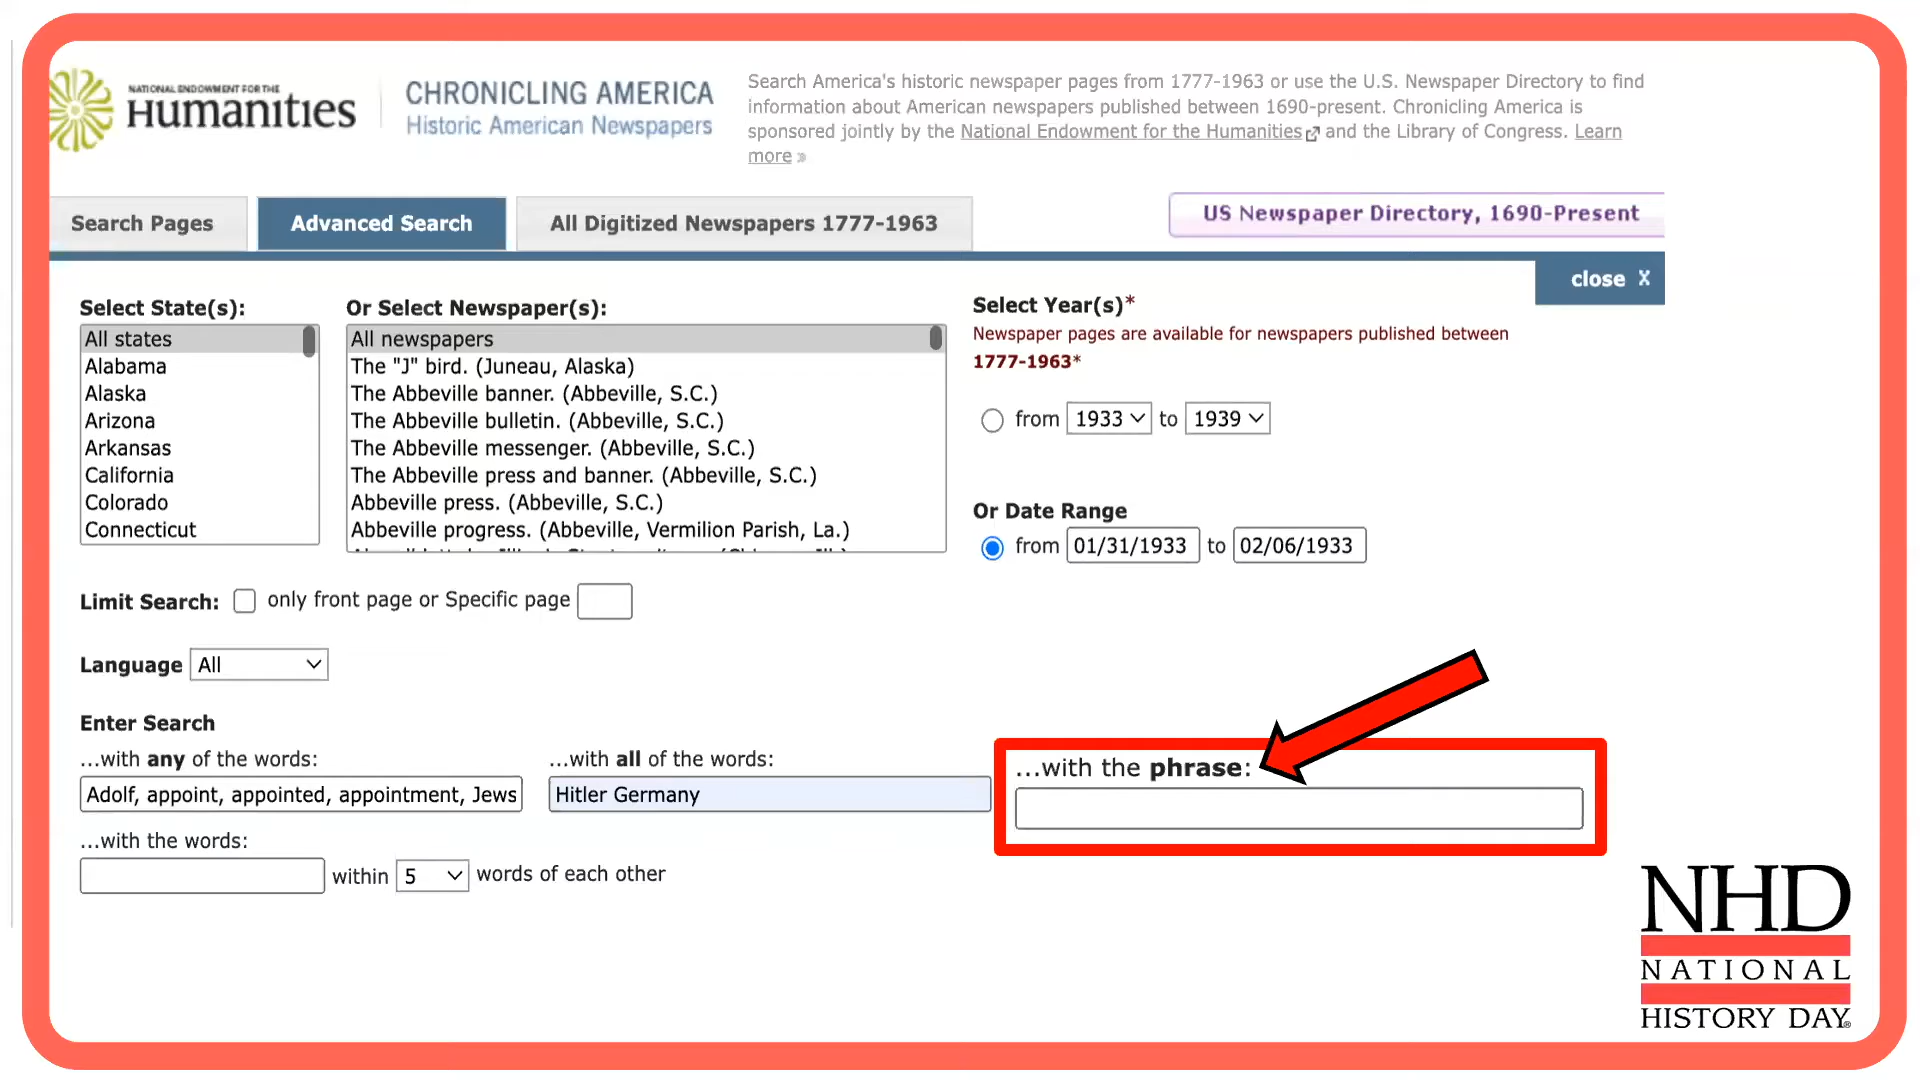 NATIONAL ENDOWMENT FOR THE
Humanities
CHRONICLING AMERICA
Historic American Newspapers
Search America's historic newspaper pages from 1777-1963 or use the U.S. Newspaper Directory to find
information about American newspapers published between 1690-present. Chronicling America is
sponsored jointly by the National Endowment for the Humanities and the Library of Congress. Learn
more »
Search Pages
Advanced Search
All Digitized Newspapers 1777-1963
US Newspaper Directory, 1690-Present
close X
Select State(s):
All states
Alabama
Alaska
Arizona
Arkansas
California
Colorado
Connecticut
Or Select Newspaper(s):
All newspapers
The "J" bird. (Juneau, Alaska)
The Abbeville banner. (Abbeville, S.C.)
The Abbeville bulletin. (Abbeville, S.C.)
The Abbeville messenger. (Abbeville, S.C.)
The Abbeville press and banner. (Abbeville, S.C.)
Abbeville press. (Abbeville, S.C.)
Abbeville progress. (Abbeville, Vermilion Parish, La.)
Select Year(s)*
Newspaper pages are available for newspapers published between
1777-1963*
from 1933 to 1939
Or Date Range
from 01/31/1933 to 02/06/1933
Limit Search: only front page or Specific page
Language All
Enter Search
...with any of the words:
Adolf, appoint, appointed, appointment, Jews
...with all of the words:
Hitler Germany
...with the phrase:
...with the words:
within 5 words of each other
NHD
NATIONAL
HISTORY DAY®